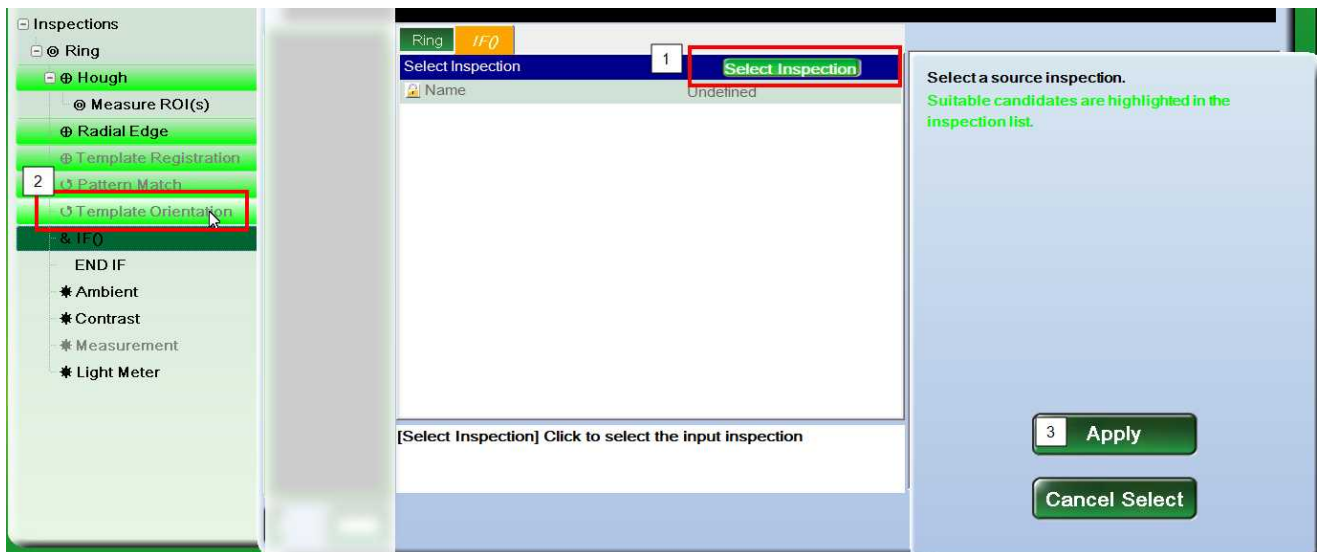 Inspections
Ring
Hough
Measure ROI(s)
Radial Edge
Template Registration
2 Pattern Match
Template Orientation
& IF()
END IF
Ambient
Contrast
Measurement
Light Meter
Ring IF()
Select Inspection 1 Select Inspection
Name Undefined
[Select Inspection] Click to select the input inspection
Select a source inspection.
Suitable candidates are highlighted in the
inspection list.
3 Apply
Cancel Select